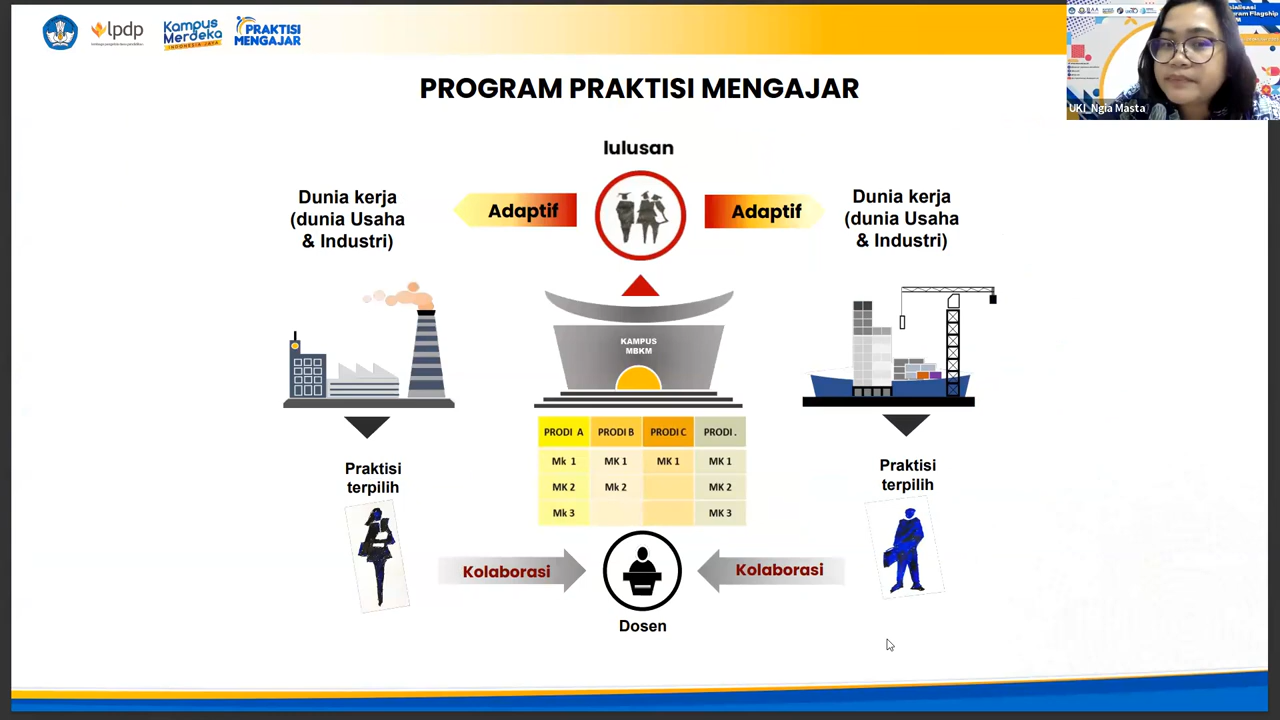 lpdp
Kampus
Merdeka
INDONESIA JAYA
PRAKTISI
MENGAJAR
UKI_Ngia Masta
PROGRAM PRAKTISI MENGAJAR
lulusan
Dunia kerja
(dunia Usaha
& Industri)
Adaptif
Adaptif
Dunia kerja
(dunia Usaha
& Industri)
KAMPUS
MBKM
PRODI A PRODI B PRODI C PRODI .
Mk 1 MK 1 MK 1 MK 1
MK 2 Mk 2 MK 2
Mk 3 MK 3
Praktisi
terpilih
Praktisi
terpilih
Kolaborasi
Kolaborasi
Dosen